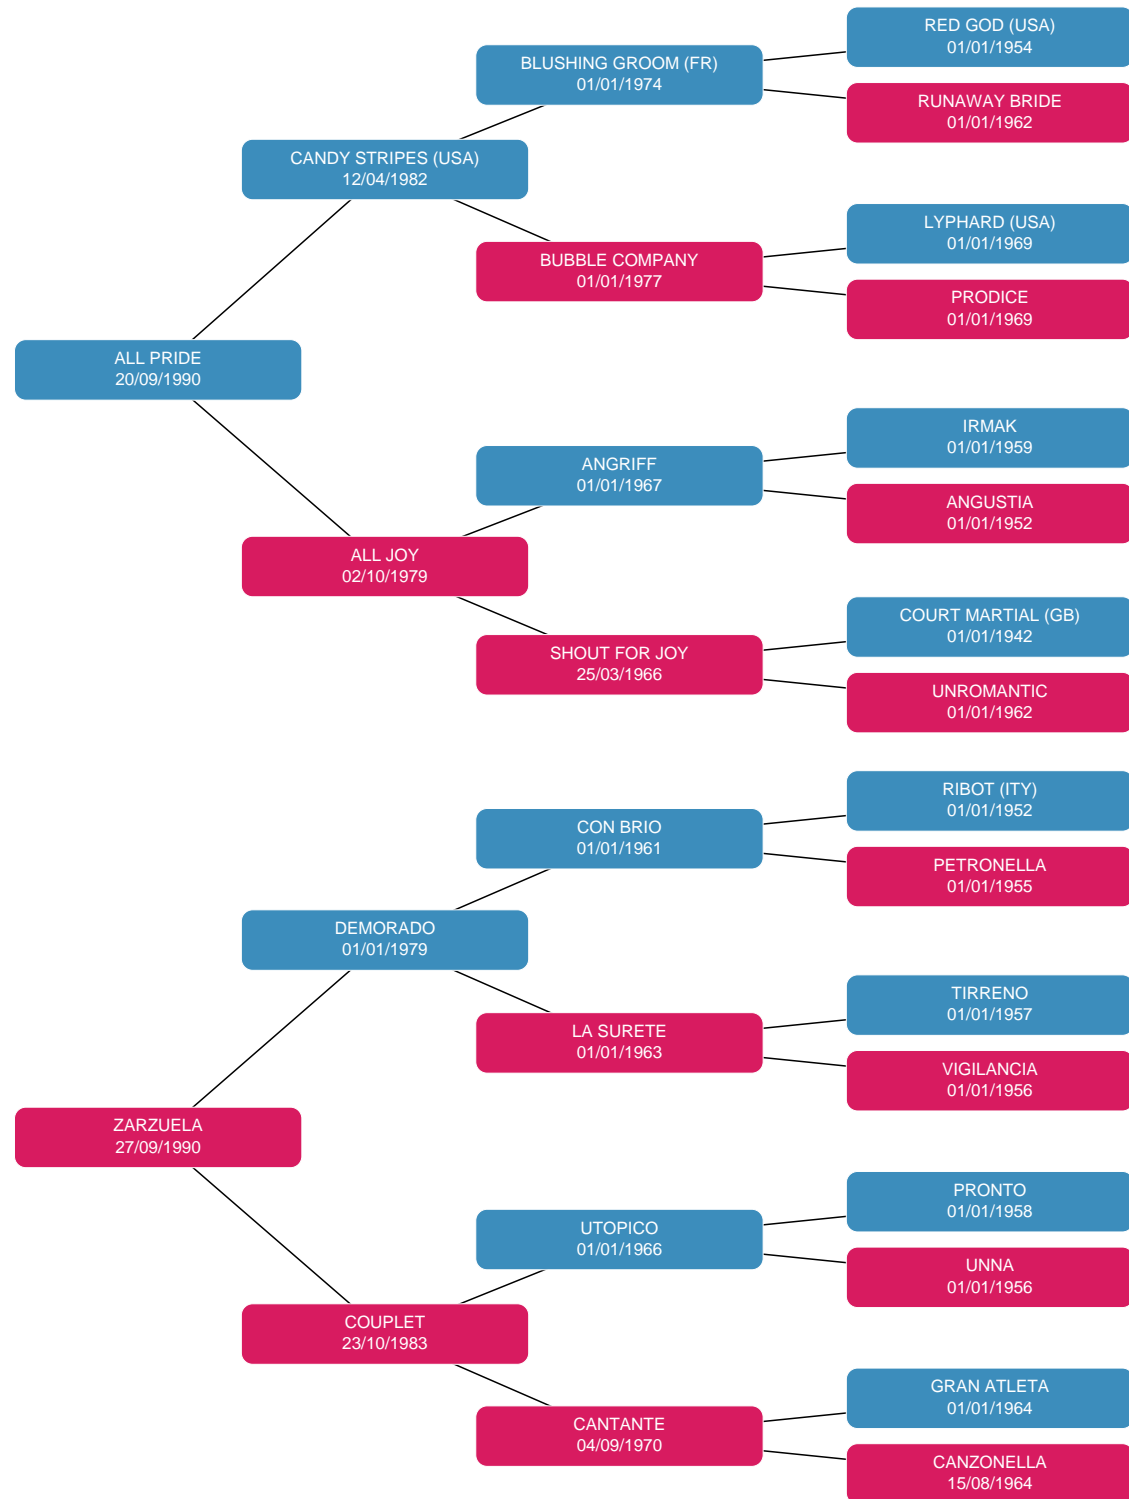 RED GOD (USA)
01/01/1954
BLUSHING GROOM (FR)
01/01/1974
RUNAWAY BRIDE
01/01/1962
CANDY STRIPES (USA)
12/04/1982
LYPHARD (USA)
01/01/1969
BUBBLE COMPANY
01/01/1977
PRODICE
01/01/1969
ALL PRIDE
20/09/1990
IRMAK
01/01/1959
ANGRIFF
01/01/1967
ANGUSTIA
01/01/1952
ALL JOY
02/10/1979
COURT MARTIAL (GB)
01/01/1942
SHOUT FOR JOY
25/03/1966
UNROMANTIC
01/01/1962
RIBOT (ITY)
01/01/1952
CON BRIO
01/01/1961
PETRONELLA
01/01/1955
DEMORADO
01/01/1979
TIRRENO
01/01/1957
LA SURETE
01/01/1963
VIGILANCIA
01/01/1956
ZARZUELA
27/09/1990
PRONTO
01/01/1958
UTOPICO
01/01/1966
UNNA
01/01/1956
COUPLET
23/10/1983
GRAN ATLETA
01/01/1964
CANTANTE
04/09/1970
CANZONELLA
15/08/1964